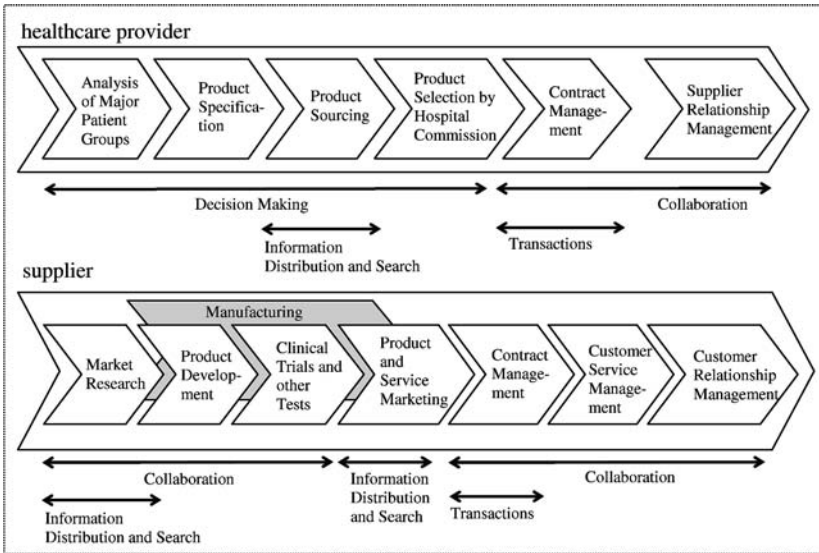 healthcare provider
Analysis
of Major
Patient
Groups
Product
Specifica-
tion
Product
Sourcing
Product
Selection by
Hospital
Commission
Contract
Manage-
ment
Supplier
Relationship
Management
Decision Making
Collaboration
Information
Distribution and Search
Transactions
supplier
Manufacturing
Market
Research
Product
Develop-
ment
Clinical
Trials and
other
Tests
Product
and
Service
Marketing
Contract
Manage-
ment
Customer
Service
Manage-
ment
Customer
Relationship
Management
Collaboration
Information
Distribution
and Search
Collaboration
Information
Distribution and Search
Transactions